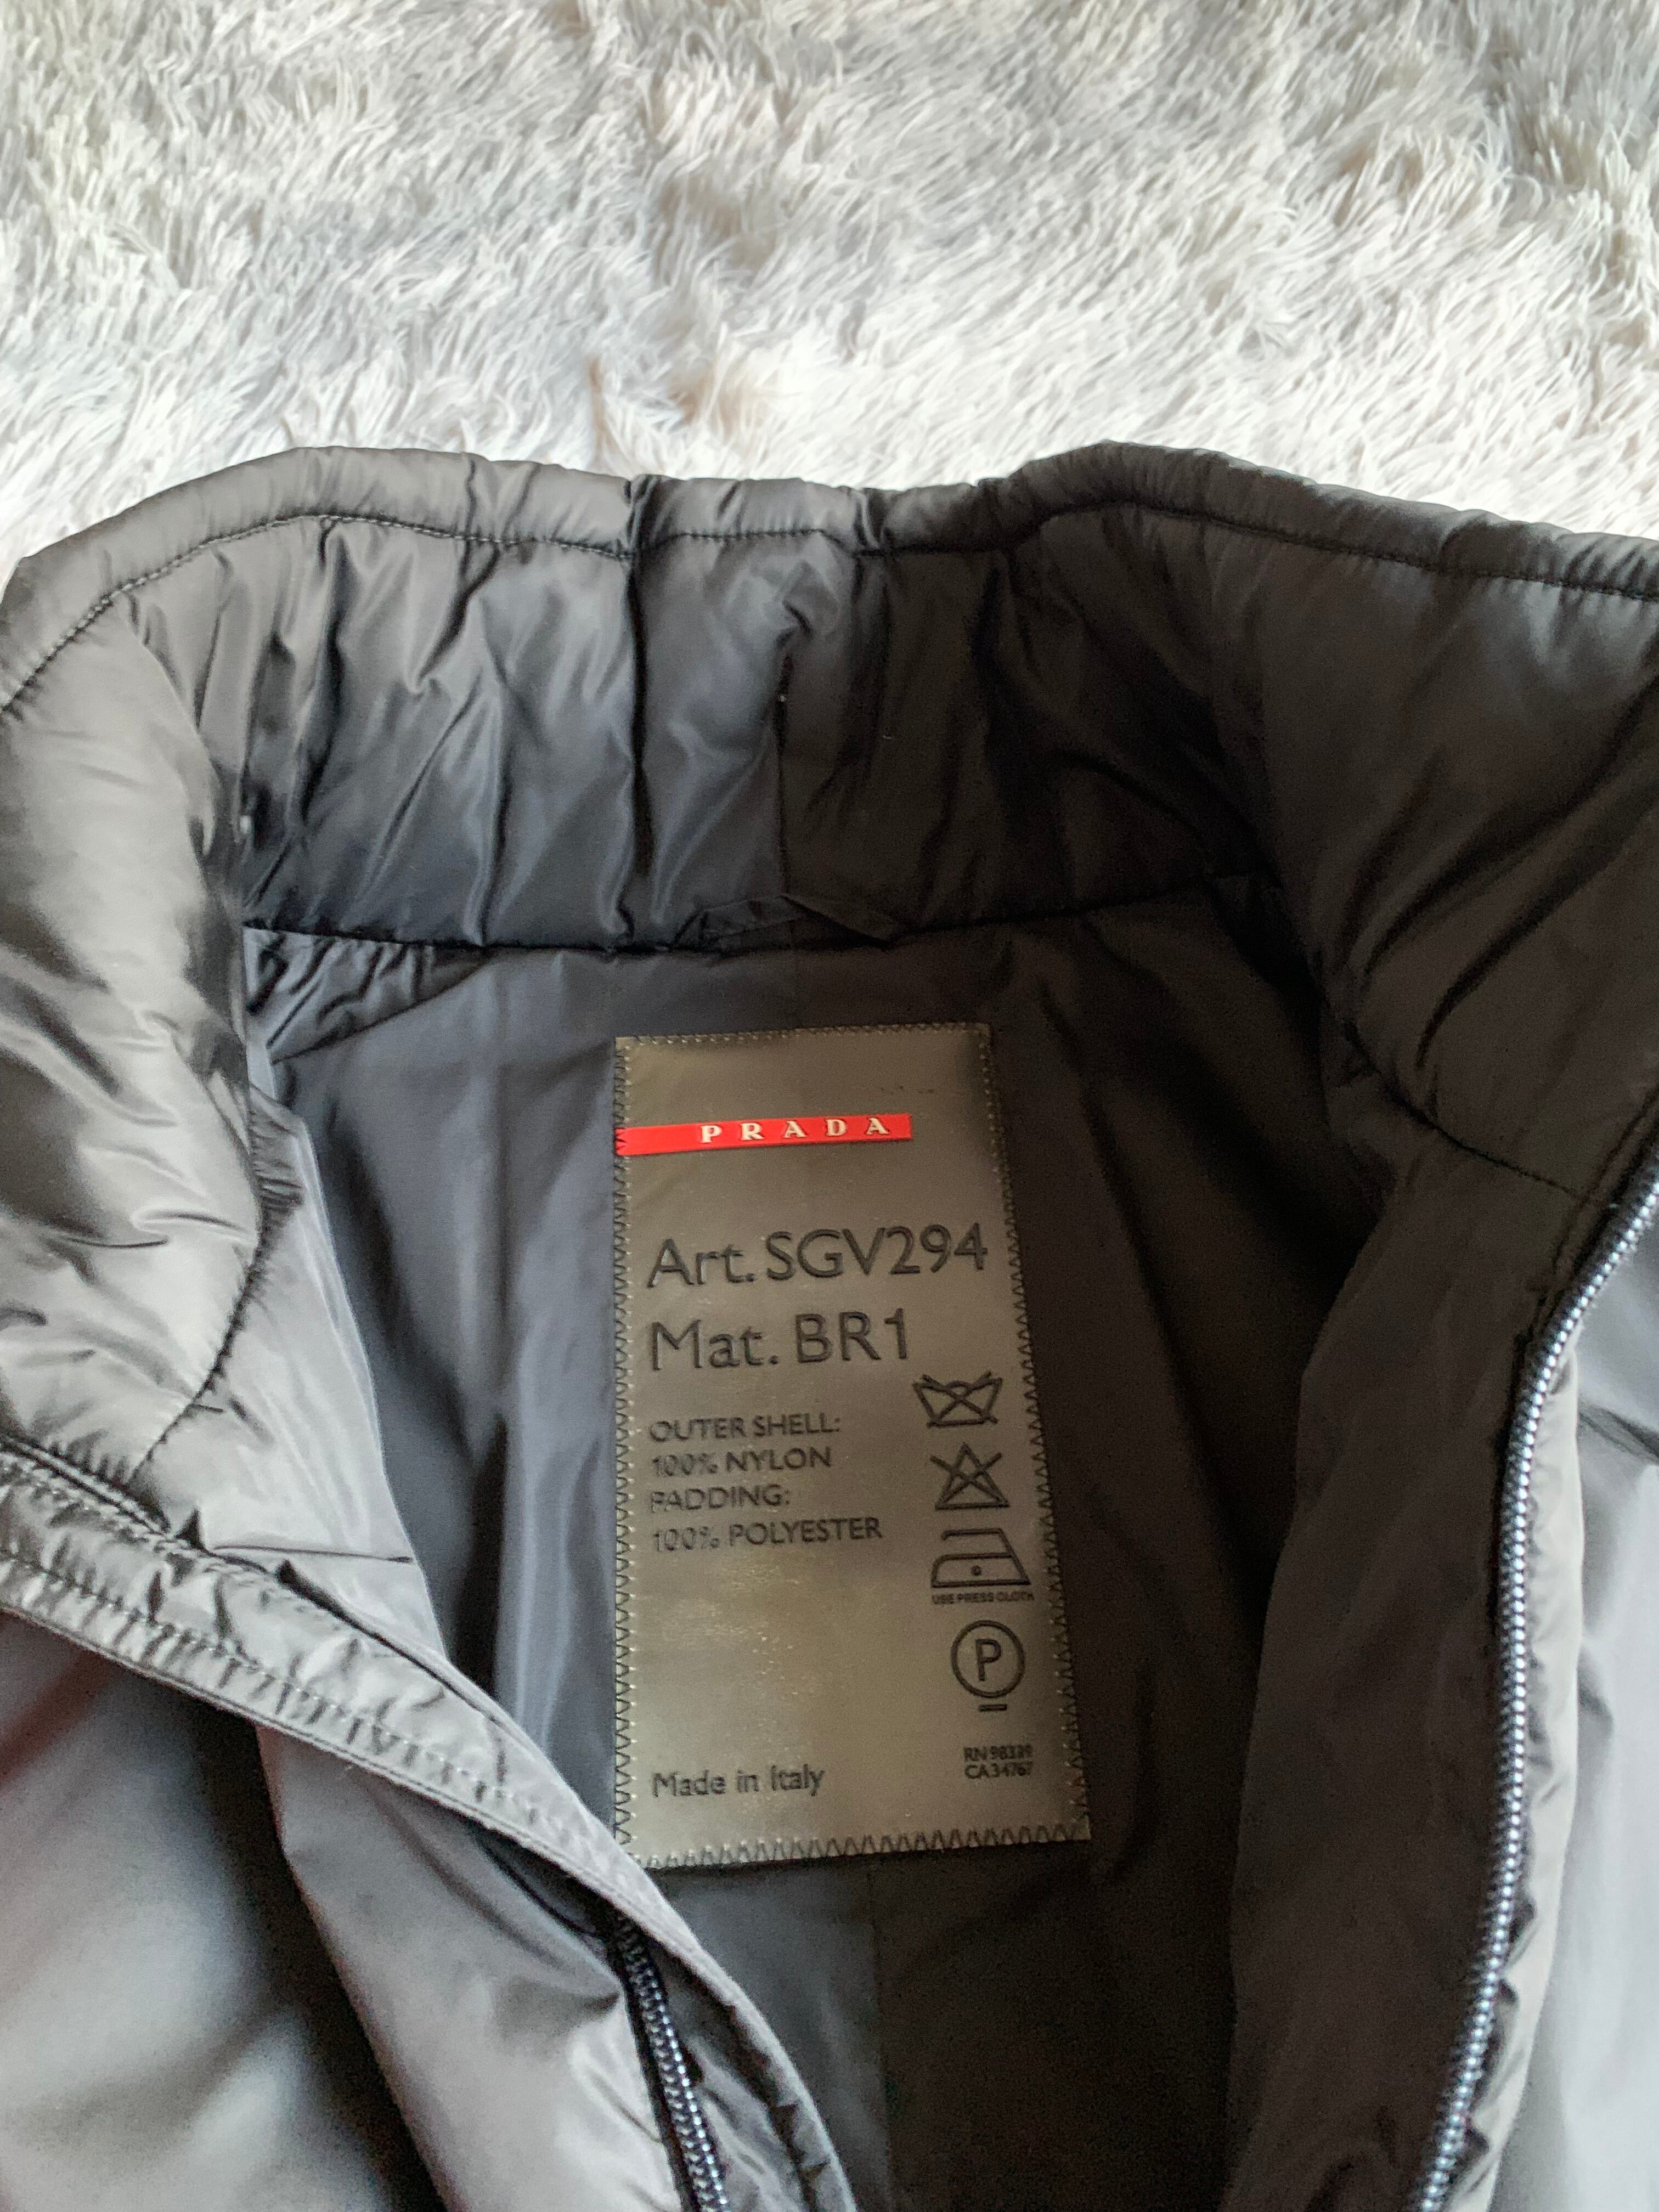 PRADA
Art. SGV294
Mat. BR1
OUTER SHELL:
100% NYLON
PADDING:
100% POLYESTER
USE PRESS CLOTH
P
Made in Italy
RN 98339
CA 34767